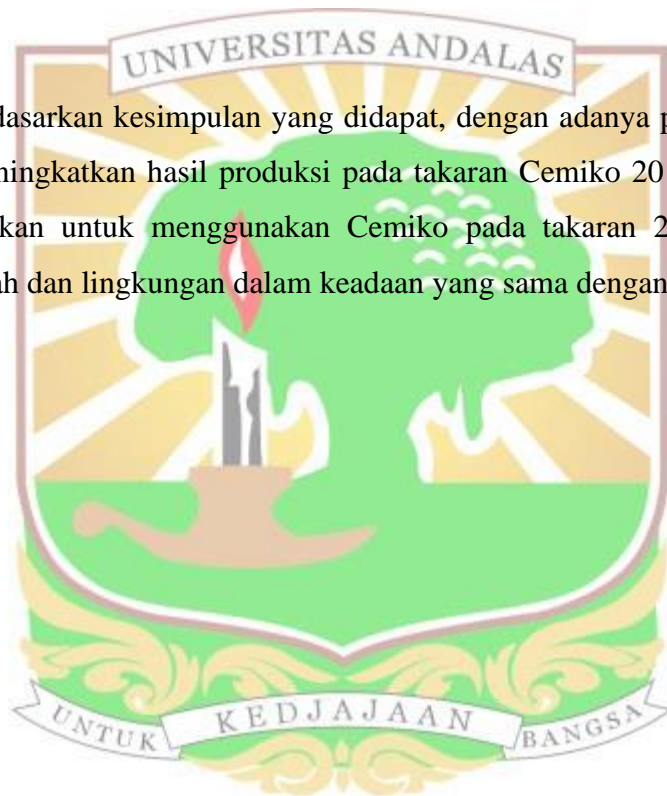 UNIVERSITAS ANDALAS
dasarkan kesimpulan yang didapat, dengan adanya p
ningkatkan hasil produksi pada takaran Cemiko 20
kan untuk menggunakan Cemiko pada takaran 2
ah dan lingkungan dalam keadaan yang sama dengan
UNTUK KEDJAJAAN BANGSA